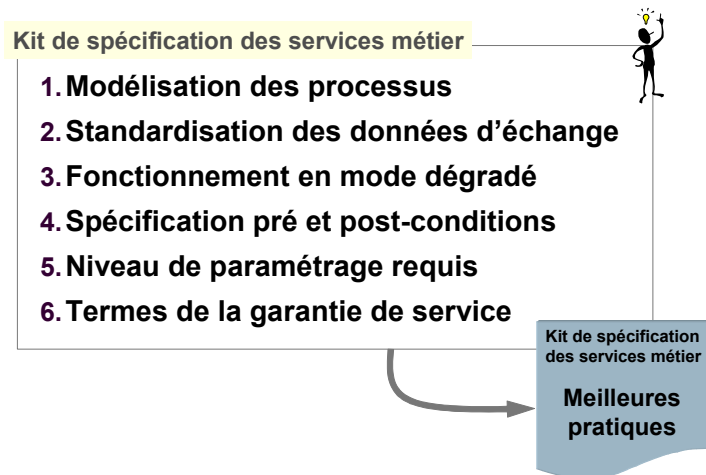 Kit de spécification des services métier
1. Modélisation des processus
2. Standardisation des données d’échange
3. Fonctionnement en mode dégradé
4. Spécification pré et post-conditions
5. Niveau de paramétrage requis
6. Termes de la garantie de service
Kit de spécification
des services métier
Meilleures
pratiques